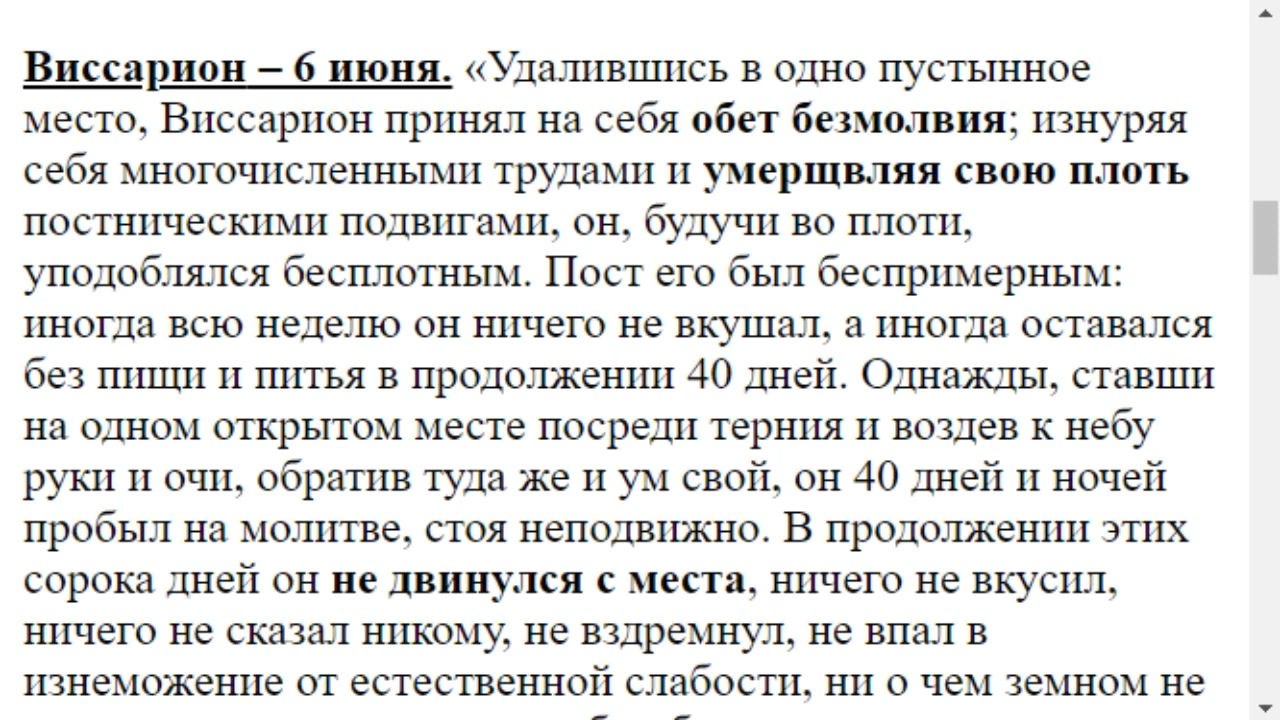 Виссарион – 6 июня. «Удалившись в одно пустынное
место, Виссарион принял на себя обет безмолвия; изнуряя
себя многочисленными трудами и умерщвляя свою плоть
постническими подвигами, он, будучи во плоти,
уподоблялся бесплотным. Пост его был беспримерным:
иногда всю неделю он ничего не вкушал, а иногда оставался
без пищи и питья в продолжении 40 дней. Однажды, ставши
на одном открытом месте посреди терния и воздев к небу
руки и очи, обратив туда же и ум свой, он 40 дней и ночей
пробыл на молитве, стоя неподвижно. В продолжении этих
сорока дней он не двинулся с места, ничего не вкусил,
ничего не сказал никому, не вздремнул, не впал в
изнеможение от естественной слабости, ни о чем земном не